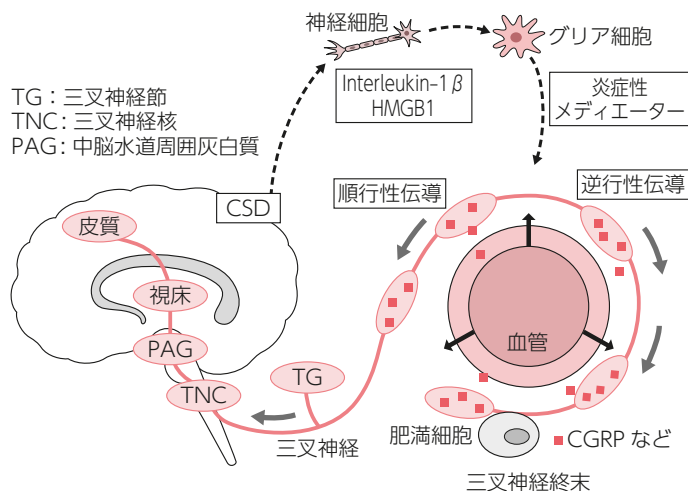 神経細胞
グリア細胞
TG：三叉神経節
TNC：三叉神経核
PAG：中脳水道周囲灰白質
Interleukin-1β
HMGB1
炎症性
メディエーター
CSD
順行性伝導
逆行性伝導
皮質
視床
PAG
TNC
TG
血管
三叉神経
肥満細胞
CGRP など
三叉神経終末